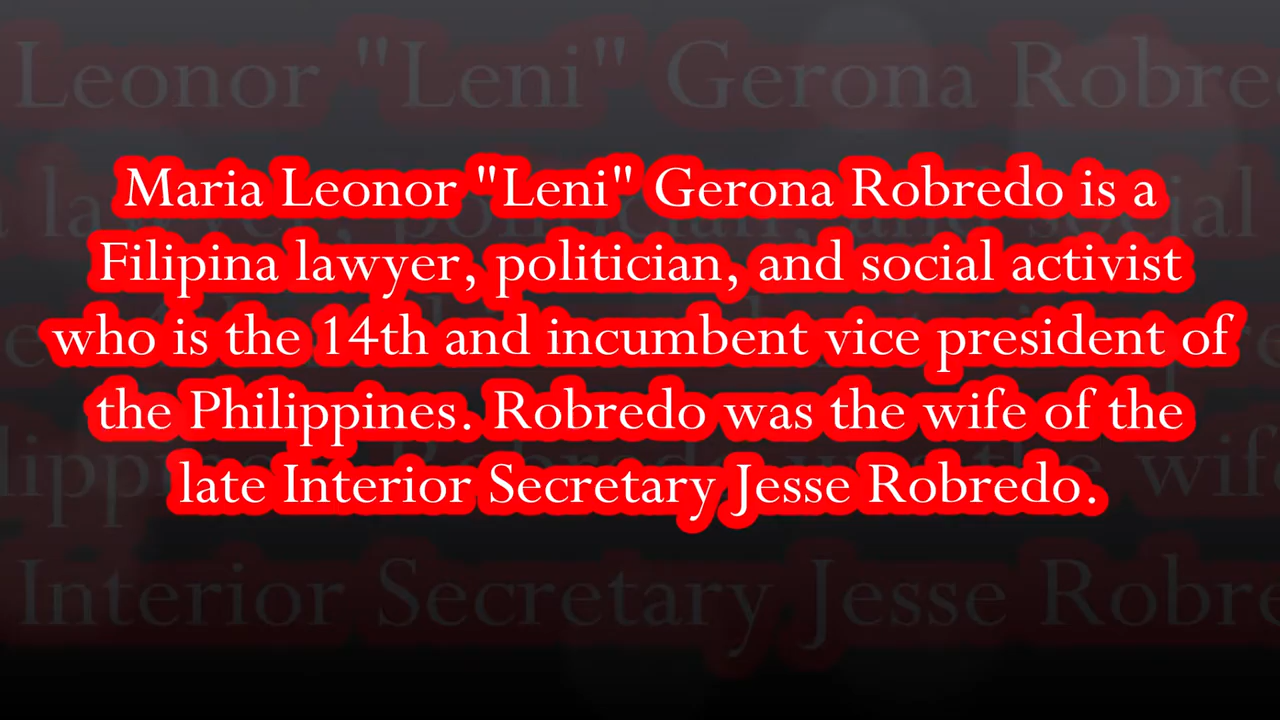 Maria Leonor "Leni" Gerona Robredo is a
Filipina lawyer, politician, and social activist
who is the 14th and incumbent vice president of
the Philippines. Robredo was the wife of the
late Interior Secretary Jesse Robredo.